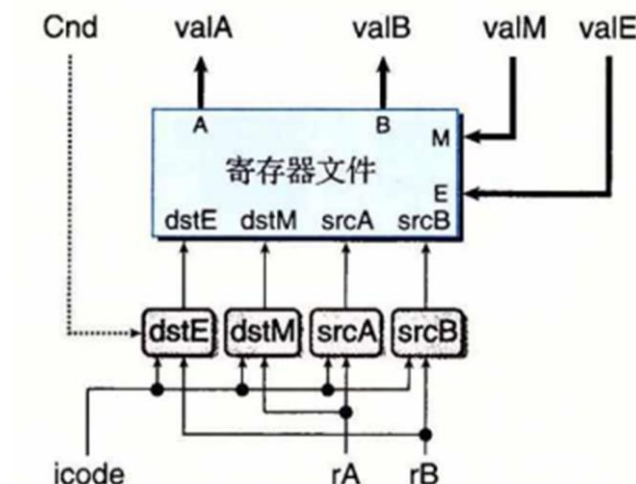 Cnd valA valB valM valE
A B M
寄存器文件
E
dstE dstM srcA srcB
dstE dstM srcA srcB
icode rA rB